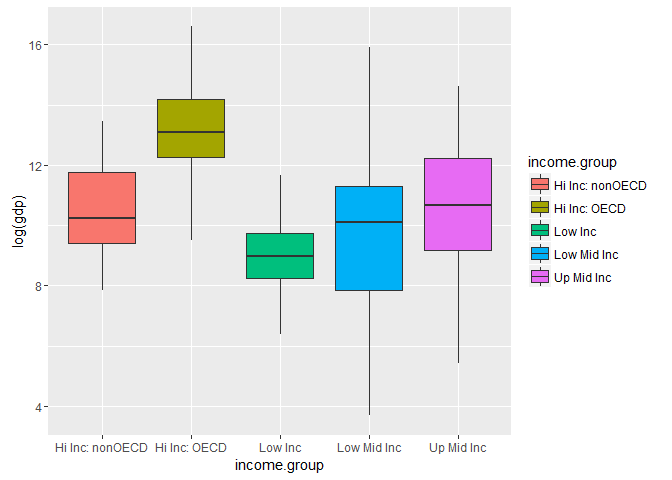 log(gdp)
16
12
8
4
Hi Inc: nonOECD
Hi Inc: OECD
Low Inc
Low Mid Inc
Up Mid Inc
income.group
income.group
Hi Inc: nonOECD
Hi Inc: OECD
Low Inc
Low Mid Inc
Up Mid Inc